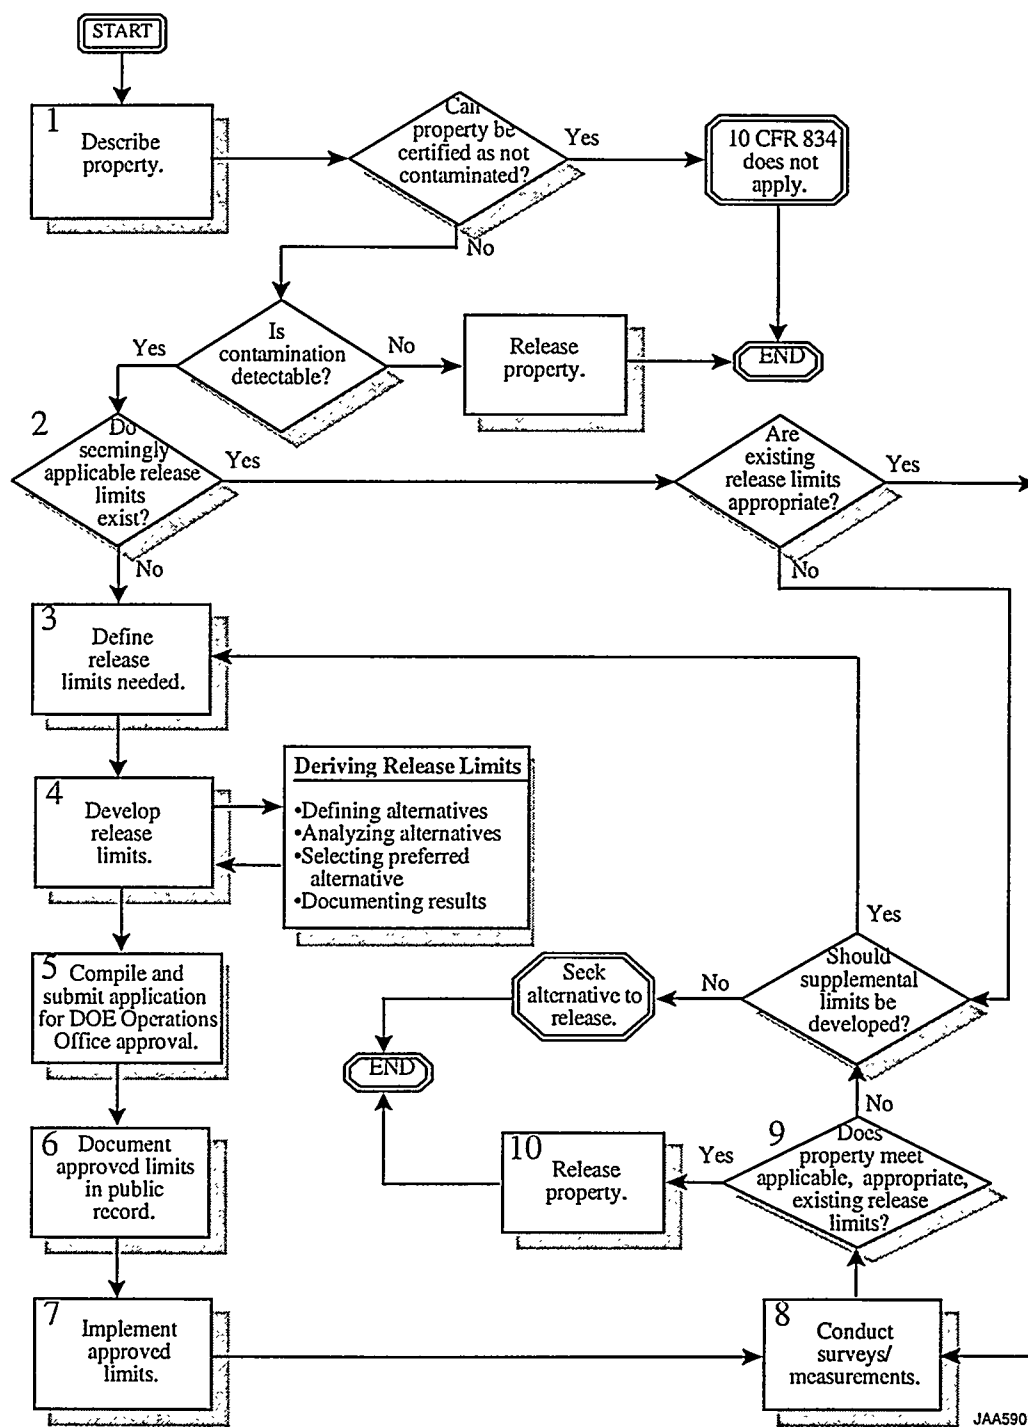 START
1
Describe
property.
Can
property be
certified as not
contaminated?
Yes
10 CFR 834
does not
apply.
No
Is
contamination
detectable?
Yes
No
Release
property.
END
2
Do
seemingly
applicable release
limits
exist?
Yes
Are
existing
release limits
appropriate?
Yes
No
No
3
Define
release
limits needed.
4
Develop
release
limits.
Deriving Release Limits
•Defining alternatives
•Analyzing alternatives
•Selecting preferred
alternative
•Documenting results
5
Compile and
submit application
for DOE Operations
Office approval.
Yes
Should
supplemental
limits be
developed?
No
Seek
alternative to
release.
END
6
Document
approved limits
in public
record.
No
9
Does
property meet
applicable, appropriate,
existing release
limits?
Yes
10
Release
property.
7
Implement
approved
limits.
8
Conduct
surveys/
measurements.
JAA590